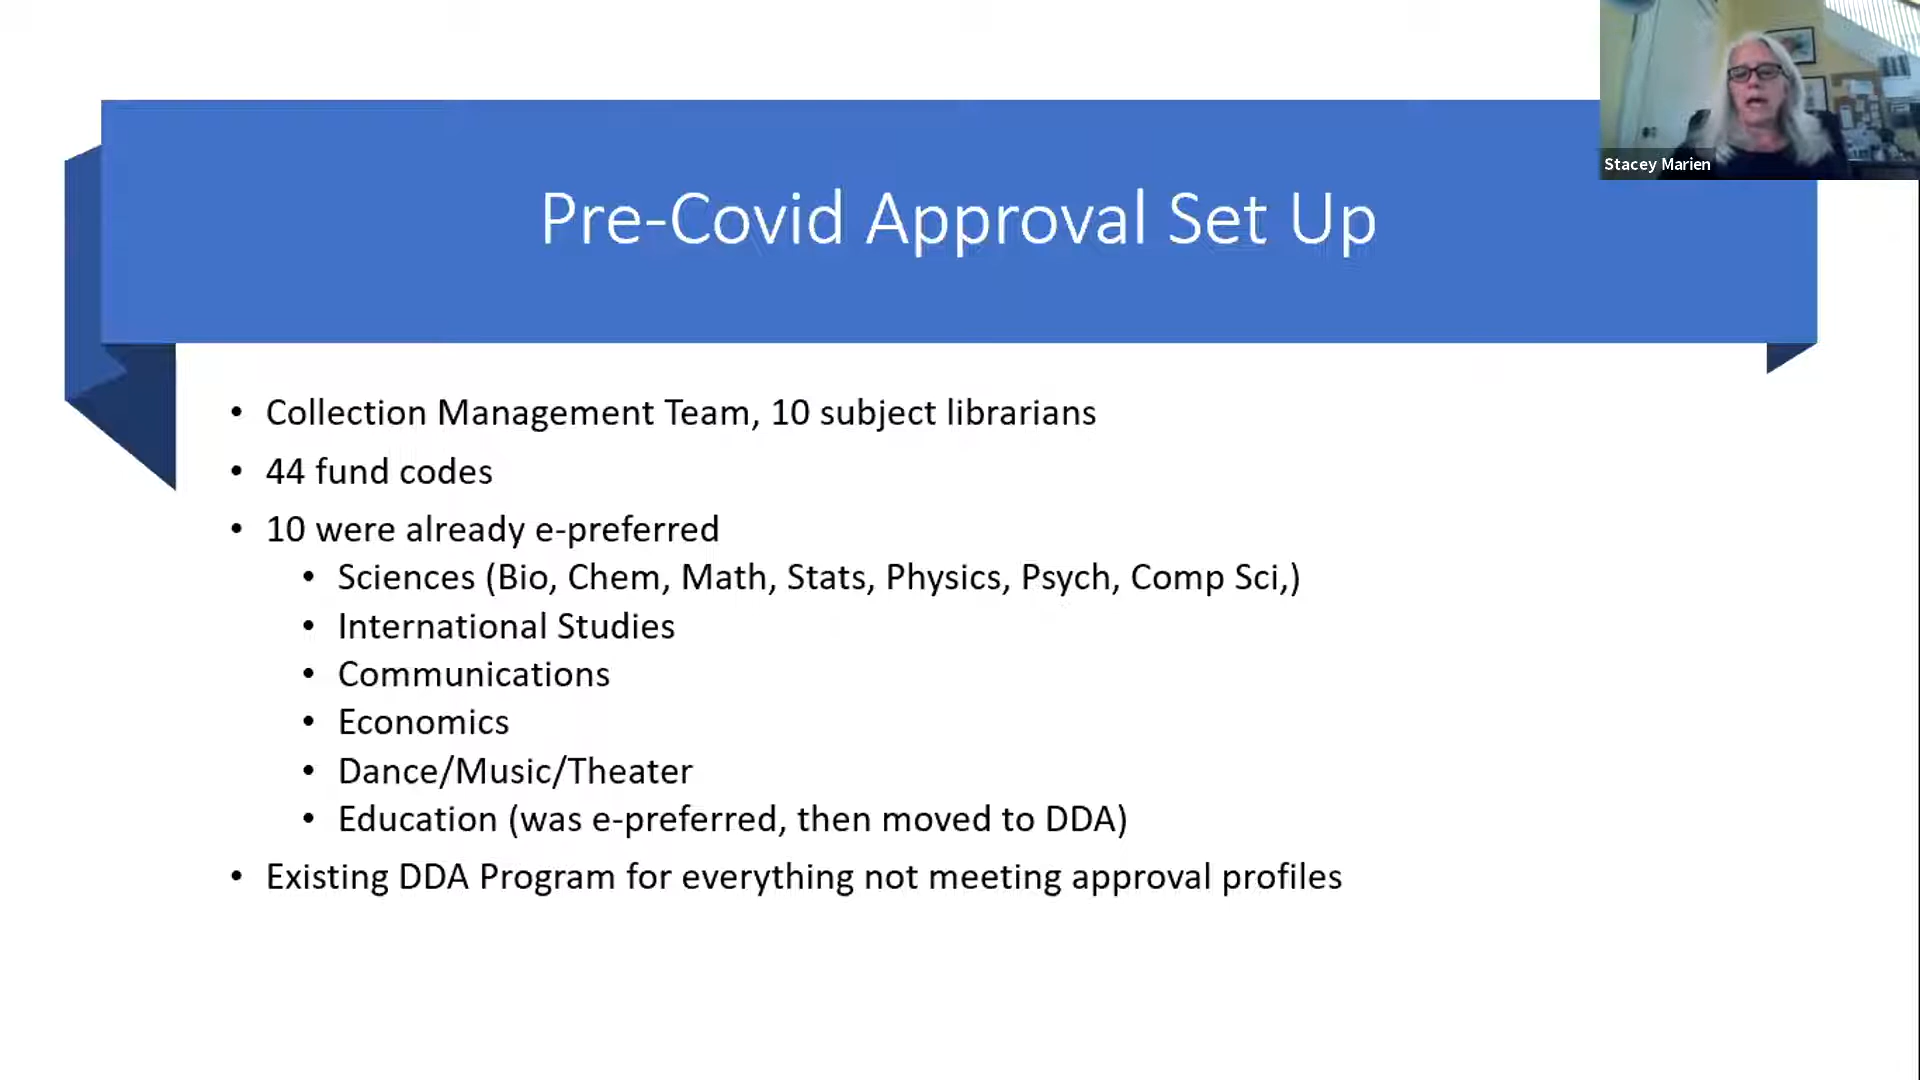 Stacey Marien
Pre-Covid Approval Set Up
• Collection Management Team, 10 subject librarians
• 44 fund codes
• 10 were already e-preferred
• Sciences (Bio, Chem, Math, Stats, Physics, Psych, Comp Sci,)
• International Studies
• Communications
• Economics
• Dance/Music/Theater
• Education (was e-preferred, then moved to DDA)
• Existing DDA Program for everything not meeting approval profiles